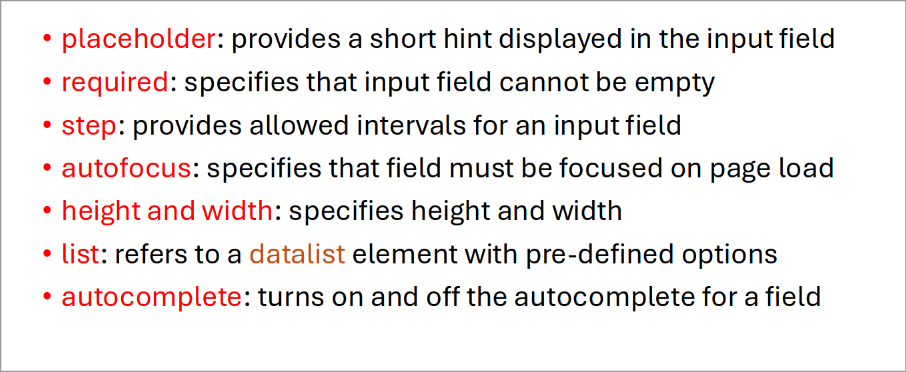 • placeholder: provides a short hint displayed in the input field
• required: specifies that input field cannot be empty
• step: provides allowed intervals for an input field
• autofocus: specifies that field must be focused on page load
• height and width: specifies height and width
• list: refers to a datalist element with pre-defined options
• autocomplete: turns on and off the autocomplete for a field